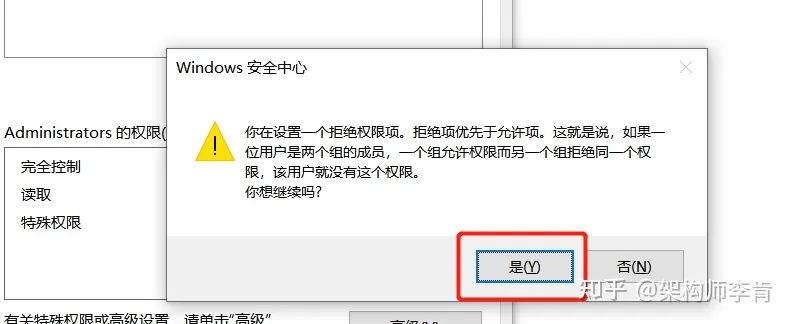 Windows 安全中心
你在设置一个拒绝权限项。拒绝项优先于允许项。这就是说，如果一
位用户是两个组的成员，一个组允许权限而另一个组拒绝同一个权
限，该用户就没有这个权限。
你想继续吗?
Administrators 的权限(
完全控制
读取
特殊权限
是(Y)
否(N)
知乎 @架构师李肯
有关特殊权限或高级设置，请单击“高级”